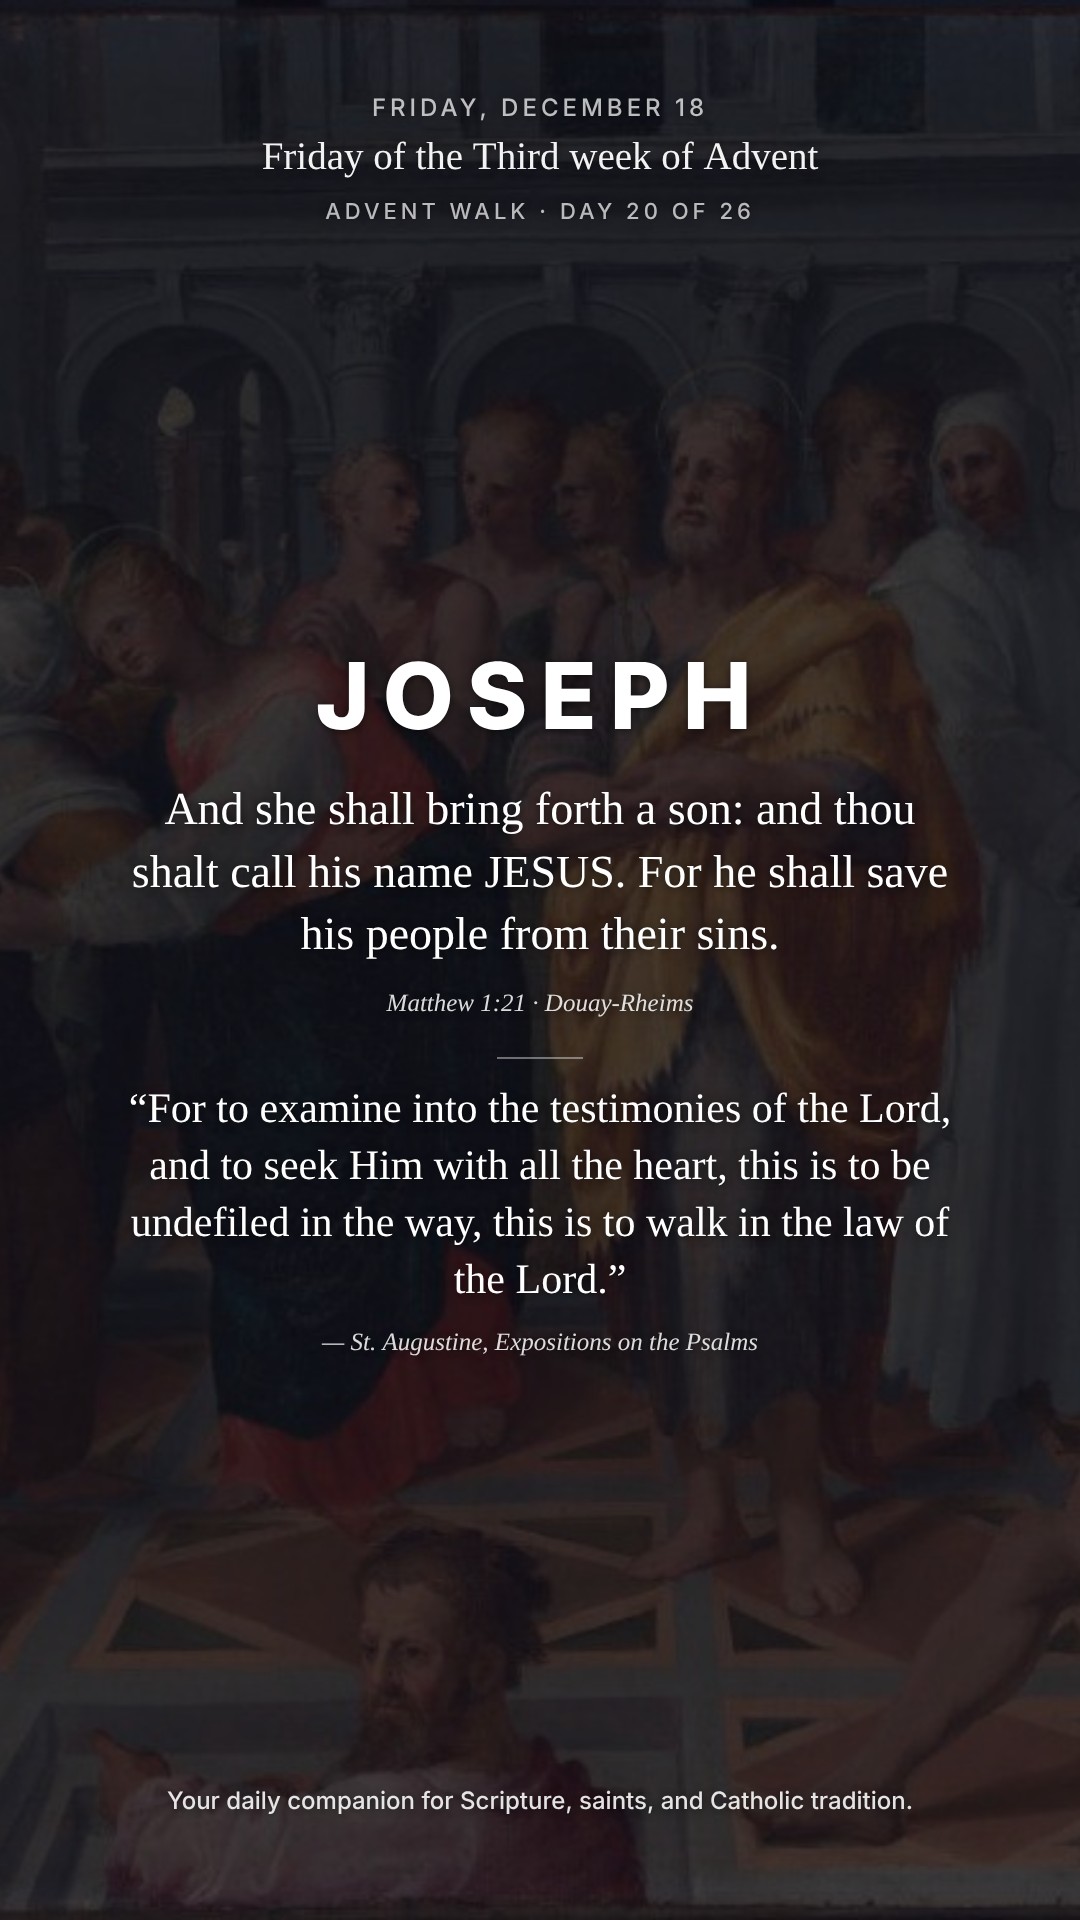 FRIDAY, DECEMBER 18
Friday of the Third week of Advent
ADVENT WALK · DAY 20 OF 26
JOSEPH
And she shall bring forth a son: and thou
shalt call his name JESUS. For he shall save
his people from their sins.
Matthew 1:21 · Douay-Rheims
“For to examine into the testimonies of the Lord,
and to seek Him with all the heart, this is to be
undefiled in the way, this is to walk in the law of
the Lord.”
— St. Augustine, Expositions on the Psalms
Your daily companion for Scripture, saints, and Catholic tradition.